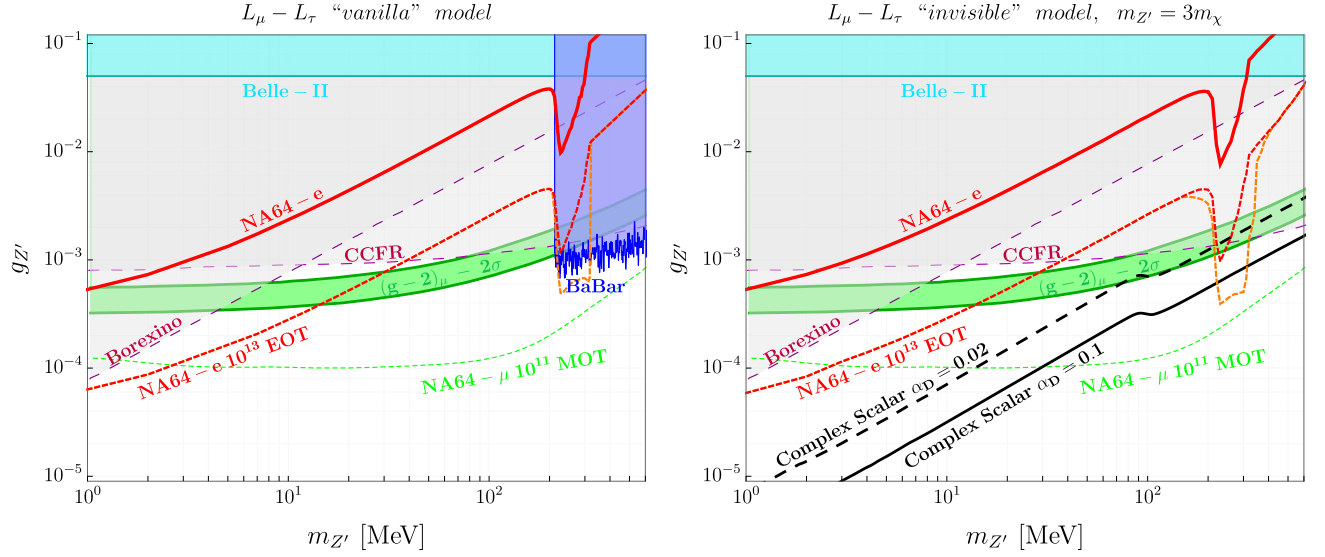 L_μ − L_τ “vanilla” model
10^−1
10^−2
10^−3
10^−4
10^−5
g_Z′
Belle − II
NA64 − e
CCFR
(g − 2)_μ − 2σ
BaBar
Borexino
NA64 − e 10^13 EOT
NA64 − μ 10^11 MOT
10^0
10^1
10^2
m_Z′ [MeV]
L_μ − L_τ “invisible” model, m_Z′ = 3m_χ
10^−1
10^−2
10^−3
10^−4
10^−5
Belle − II
NA64 − e
CCFR
(g − 2)_μ − 2σ
Borexino
NA64 − e 10^13 EOT
NA64 − μ 10^11 MOT
Complex Scalar α_D = 0.02
Complex Scalar α_D = 0.1
10^0
10^1
10^2
m_Z′ [MeV]